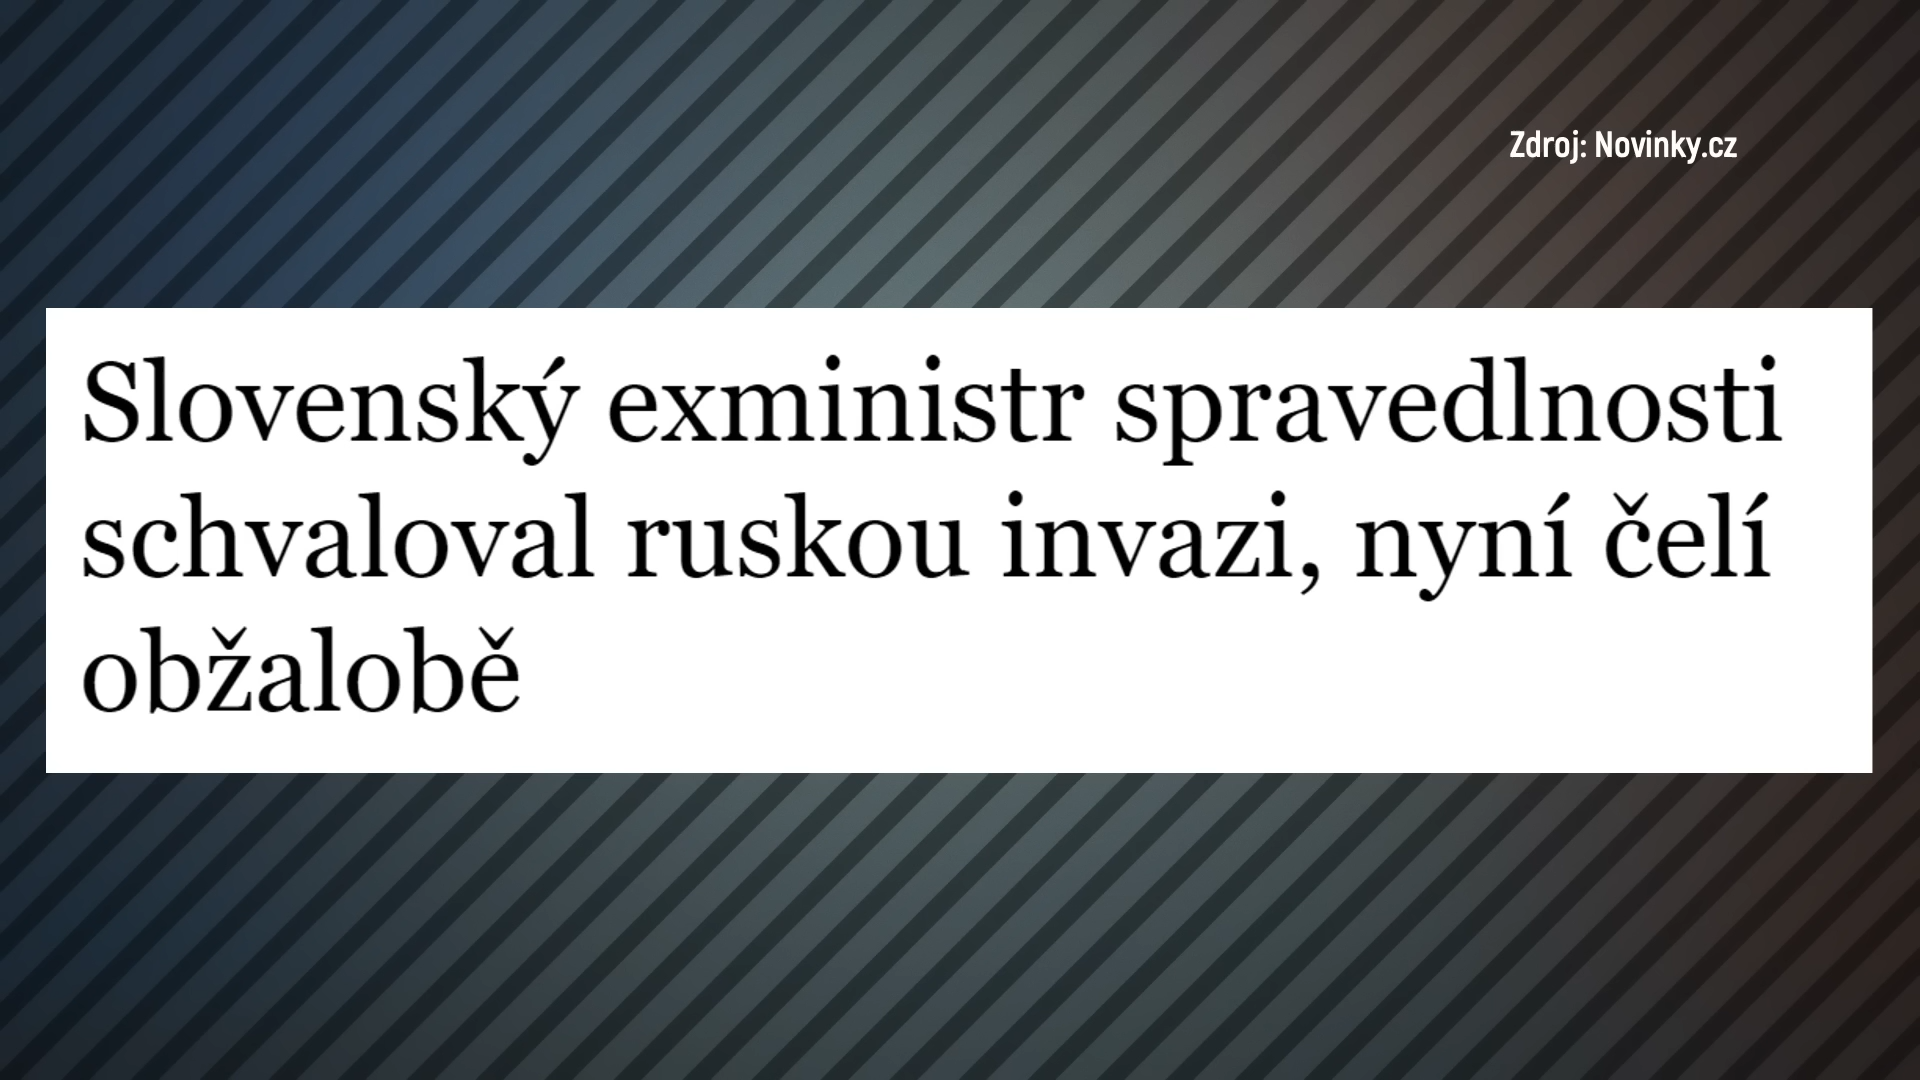 Zdroj: Novinky.cz
Slovenský exministr spravedlnosti
schvaloval ruskou invazi, nyní čelí
obžalobě